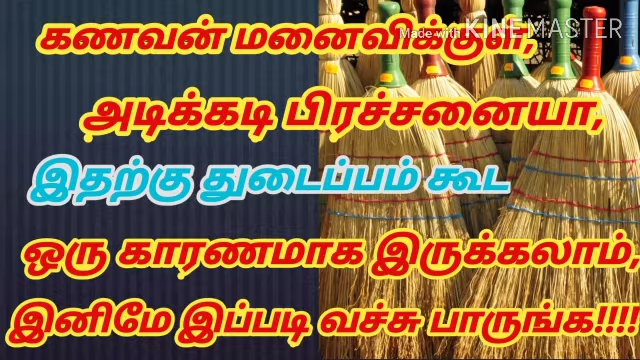 Made with KINEMASTER
கணவன் மனைவிக்குள்,
அடிக்கடி பிரச்சனையா,
இதற்கு துடைப்பம் கூட
ஒரு காரணமாக இருக்கலாம்,
இனிமே இப்படி வச்சு பாருங்க!!!!